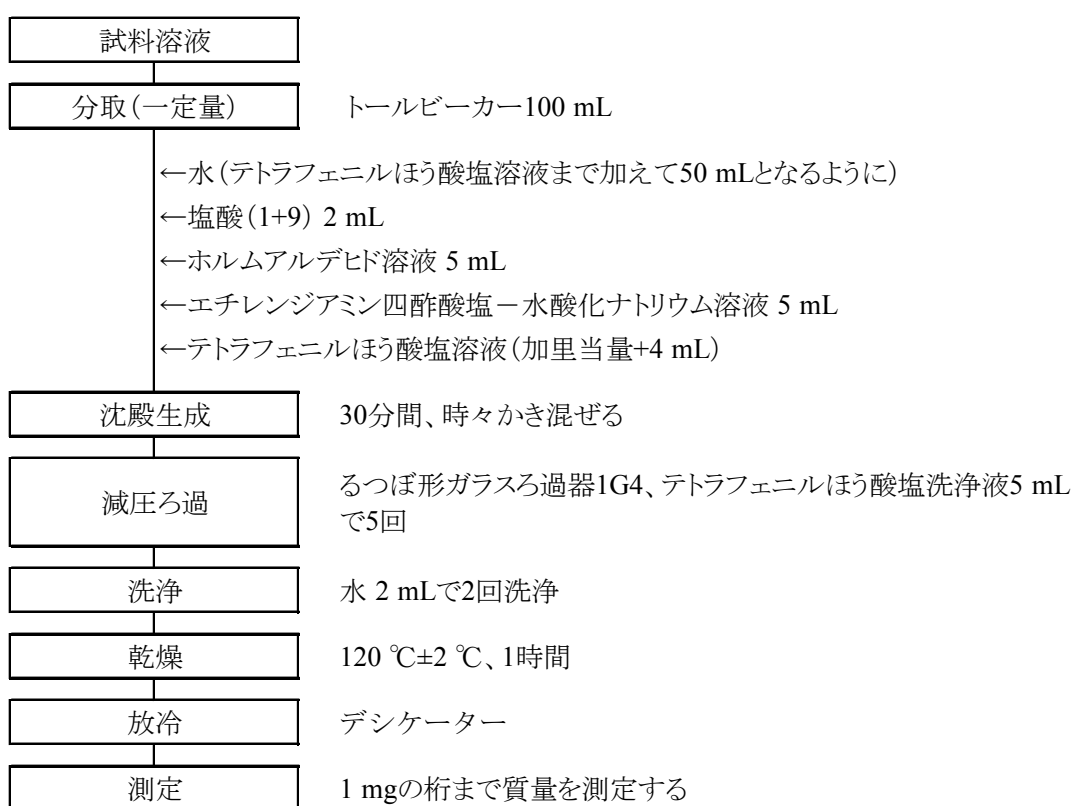 試料溶液
分取(一定量) トールビーカー100 mL
←水(テトラフェニルほう酸塩溶液まで加えて50 mLとなるように)
←塩酸(1+9) 2 mL
←ホルムアルデヒド溶液 5 mL
←エチレンジアミン四酢酸塩-水酸化ナトリウム溶液 5 mL
←テトラフェニルほう酸塩溶液(加里当量+4 mL)
沈殿生成 30分間、時々かき混ぜる
減圧ろ過 るつぼ形ガラスろ過器1G4、テトラフェニルほう酸塩洗浄液5 mL
で5回
洗浄 水 2 mLで2回洗浄
乾燥 120 ℃±2 ℃、1時間
放冷 デシケーター
測定 1 mgの桁まで質量を測定する